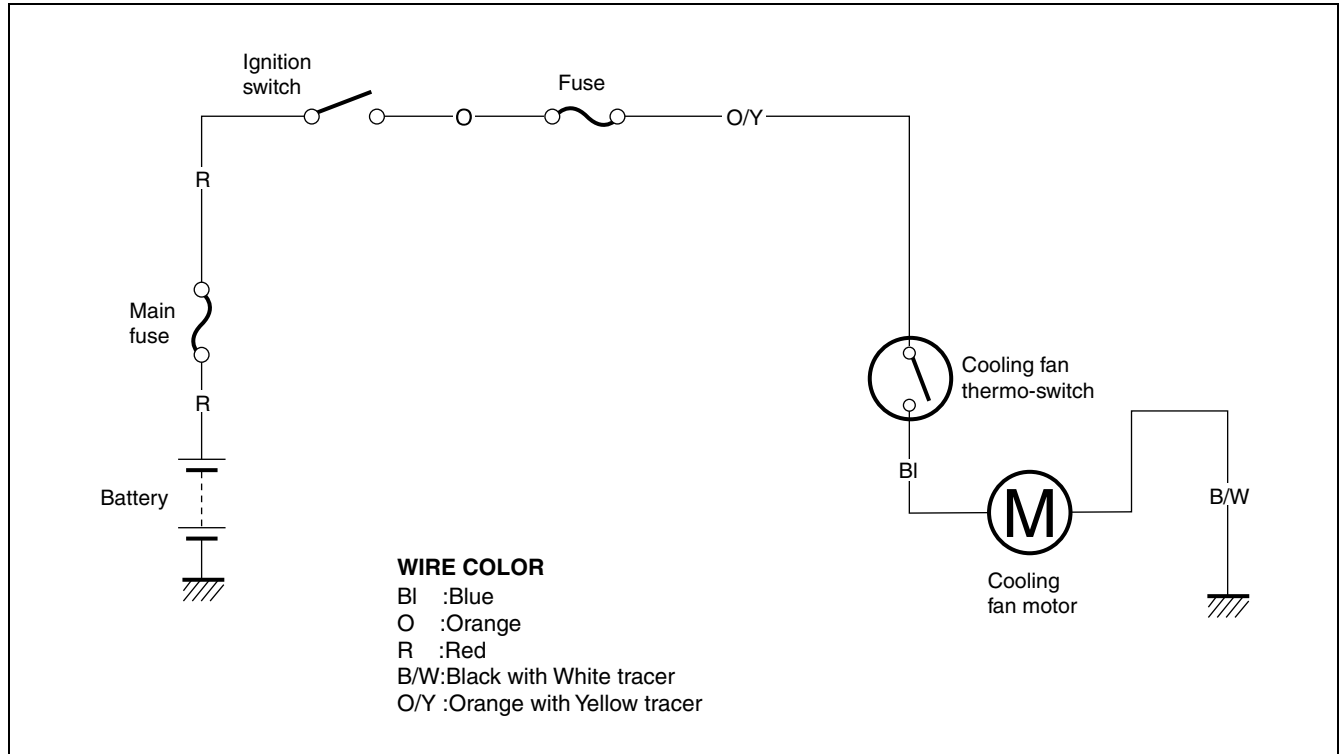 Ignition
switch
Fuse
O
O/Y
R
Main
fuse
Cooling fan
thermo-switch
R
Bl
Battery
M
B/W
Cooling
fan motor
WIRE COLOR
Bl :Blue
O :Orange
R :Red
B/W:Black with White tracer
O/Y :Orange with Yellow tracer